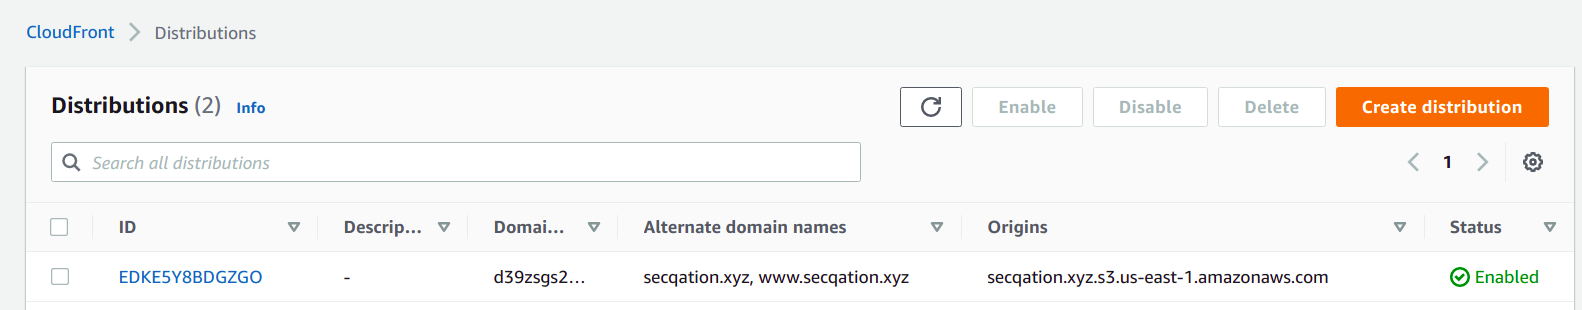 CloudFront > Distributions
Distributions (2) Info Enable Disable Delete Create distribution
Search all distributions 1
ID Descrip... Domai... Alternate domain names Origins Status
EDKE5Y8BDGZGO - d39zsgs2... secqation.xyz, www.secqation.xyz secqation.xyz.s3.us-east-1.amazonaws.com Enabled